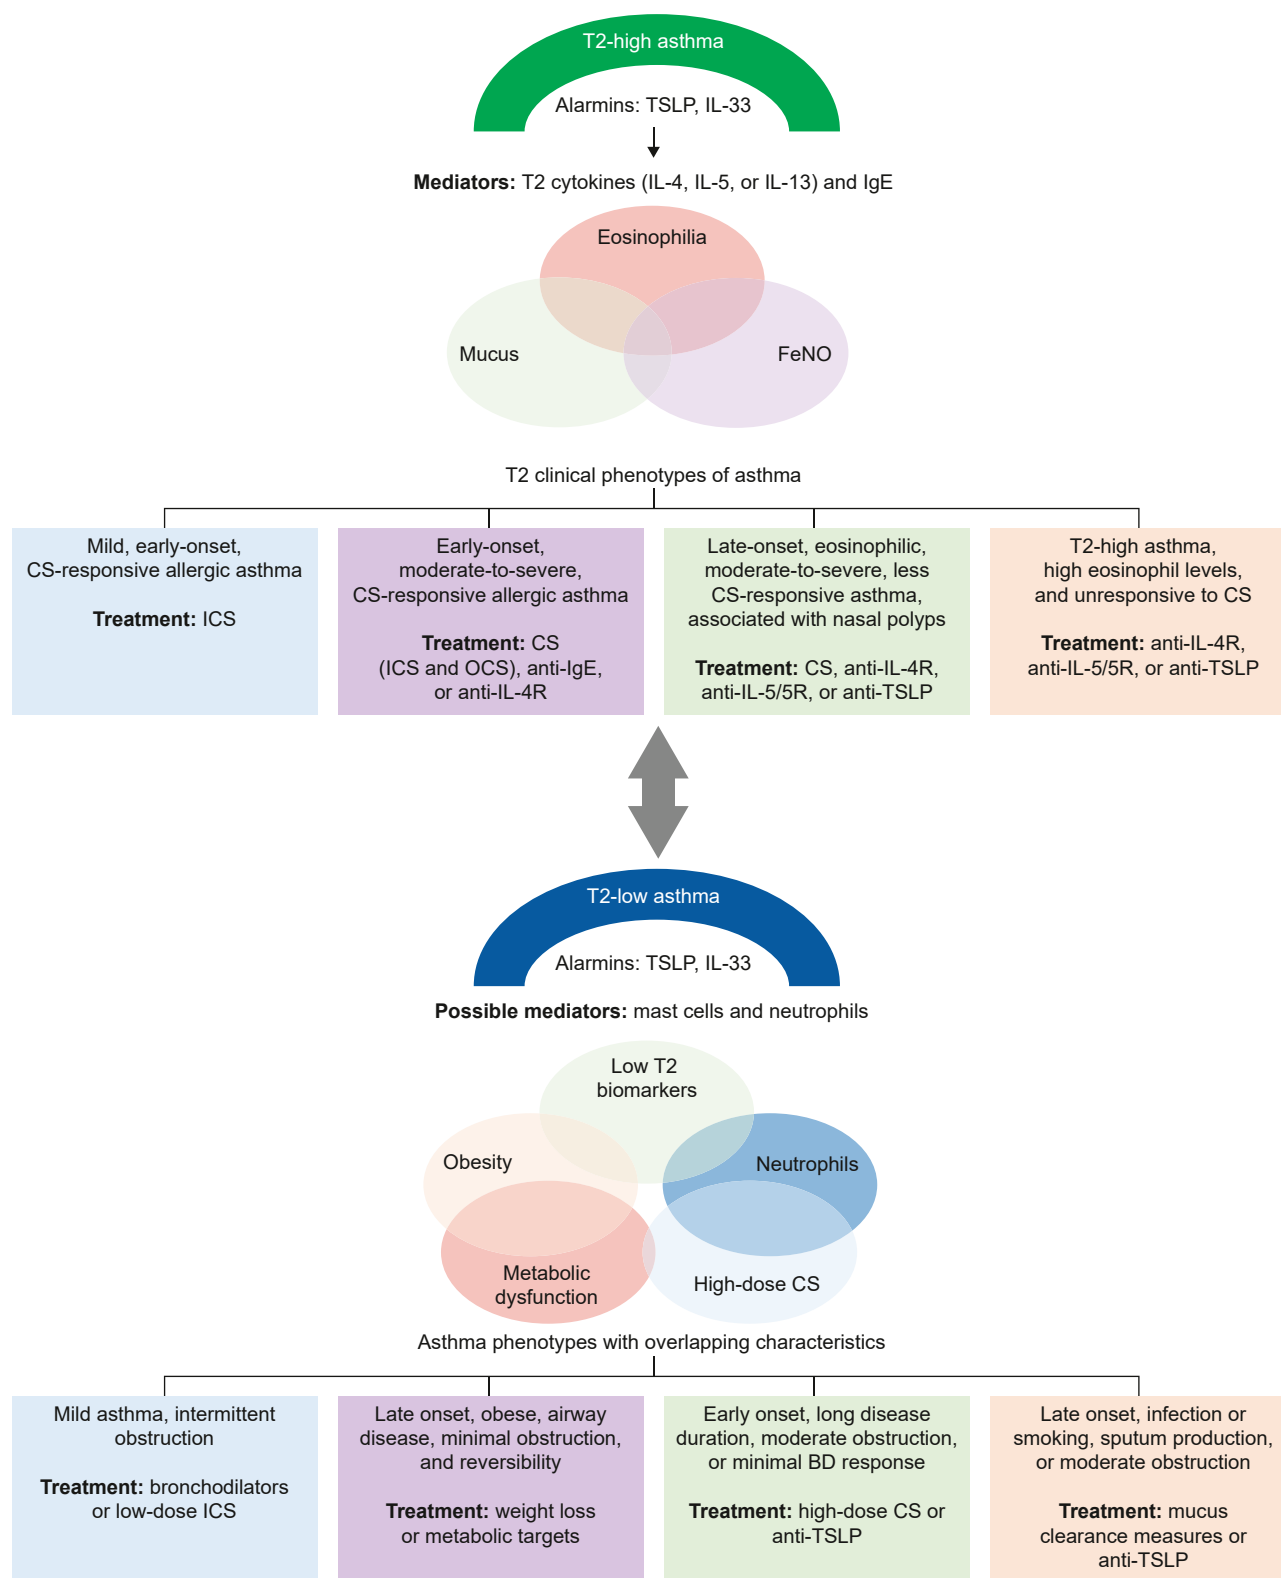 T2-high asthma
Alarmins: TSLP, IL-33
Mediators: T2 cytokines (IL-4, IL-5, or IL-13) and IgE
Eosinophilia
Mucus
FeNO
T2 clinical phenotypes of asthma
Mild, early-onset,
CS-responsive allergic asthma
Treatment: ICS
Early-onset,
moderate-to-severe,
CS-responsive allergic asthma
Treatment: CS
(ICS and OCS), anti-IgE,
or anti-IL-4R
Late-onset, eosinophilic,
moderate-to-severe, less
CS-responsive asthma,
associated with nasal polyps
Treatment: CS, anti-IL-4R,
anti-IL-5/5R, or anti-TSLP
T2-high asthma,
high eosinophil levels,
and unresponsive to CS
Treatment: anti-IL-4R,
anti-IL-5/5R, or anti-TSLP
T2-low asthma
Alarmins: TSLP, IL-33
Possible mediators: mast cells and neutrophils
Low T2
biomarkers
Obesity
Neutrophils
Metabolic
dysfunction
High-dose CS
Asthma phenotypes with overlapping characteristics
Mild asthma, intermittent
obstruction
Treatment: bronchodilators
or low-dose ICS
Late onset, obese, airway
disease, minimal obstruction,
and reversibility
Treatment: weight loss
or metabolic targets
Early onset, long disease
duration, moderate obstruction,
or minimal BD response
Treatment: high-dose CS or
anti-TSLP
Late onset, infection or
smoking, sputum production,
or moderate obstruction
Treatment: mucus
clearance measures or
anti-TSLP